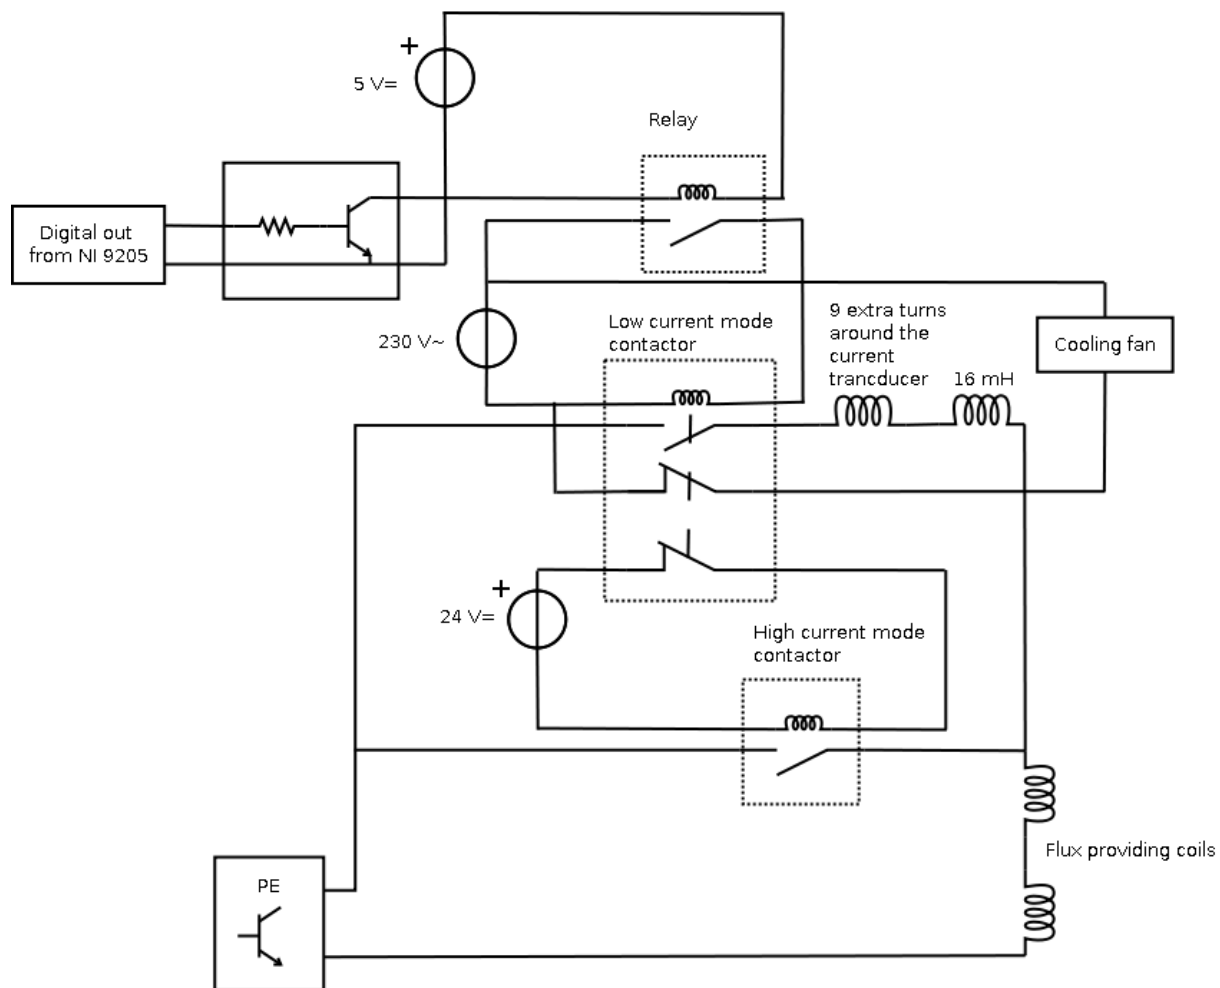 +
5 V=
Relay
Digital out
from NI 9205
230 V~
Low current mode
contactor
9 extra turns
around the
current
trancducer
16 mH
Cooling fan
+
24 V=
High current mode
contactor
Flux providing coils
PE